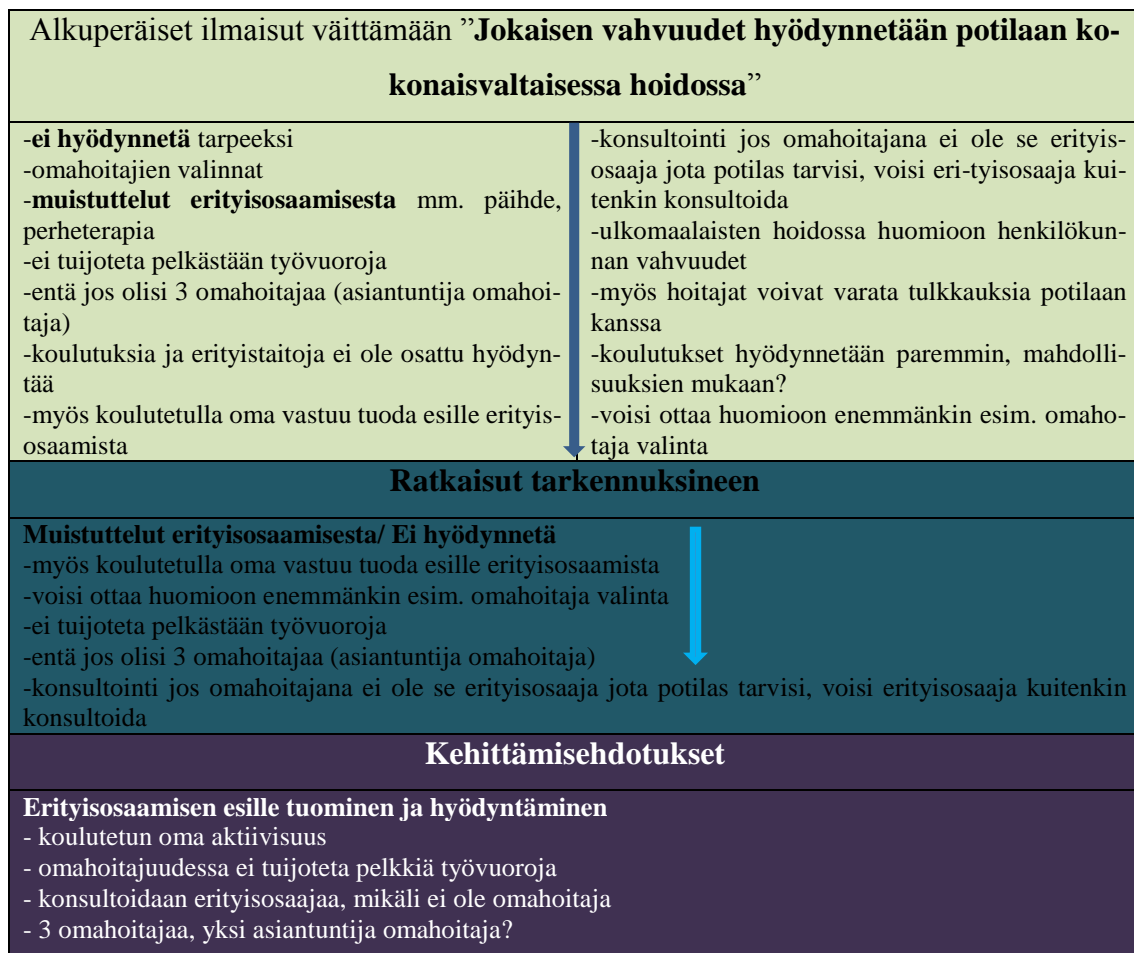 Alkuperäiset ilmaisut väittämään ”Jokaisen vahvuudet hyödynnetään potilaan ko-
konaisvaltaisessa hoidossa”
-ei hyödynnetä tarpeeksi
-omahoitajien valinnat
-muistuttelut erityisosaamisesta mm. päihde,
perheterapia
-ei tuijoteta pelkästään työvuoroja
-entä jos olisi 3 omahoitajaa (asiantuntija omahoi-
taja)
-koulutuksia ja erityistaitoja ei ole osattu hyödyn-
tää
-myös koulutetulla oma vastuu tuoda esille erityis-
osaamista
-konsultointi jos omahoitajana ei ole se erityis-
osaaja jota potilas tarvisi, voisi eri-tyisosaaja kui-
tenkin konsultoida
-ulkomaalaisten hoidossa huomioon henkilökun-
nan vahvuudet
-myös hoitajat voivat varata tulkkauksia potilaan
kanssa
-koulutukset hyödynnetään paremmin, mahdolli-
suuksien mukaan?
-voisi ottaa huomioon enemmänkin esim. omaho-
taja valinta
Ratkaisut tarkennuksineen
Muistuttelut erityisosaamisesta/ Ei hyödynnetä
-myös koulutetulla oma vastuu tuoda esille erityisosaamista
-voisi ottaa huomioon enemmänkin esim. omahoitaja valinta
-ei tuijoteta pelkästään työvuoroja
-entä jos olisi 3 omahoitajaa (asiantuntija omahoitaja)
-konsultointi jos omahoitajana ei ole se erityisosaaja jota potilas tarvisi, voisi erityisosaaja kuitenkin
konsultoida
Kehittämisehdotukset
Erityisosaamisen esille tuominen ja hyödyntäminen
- koulutetun oma aktiivisuus
- omahoitajuudessa ei tuijoteta pelkkiä työvuoroja
- konsultoidaan erityisosaajaa, mikäli ei ole omahoitaja
- 3 omahoitajaa, yksi asiantuntija omahoitaja?